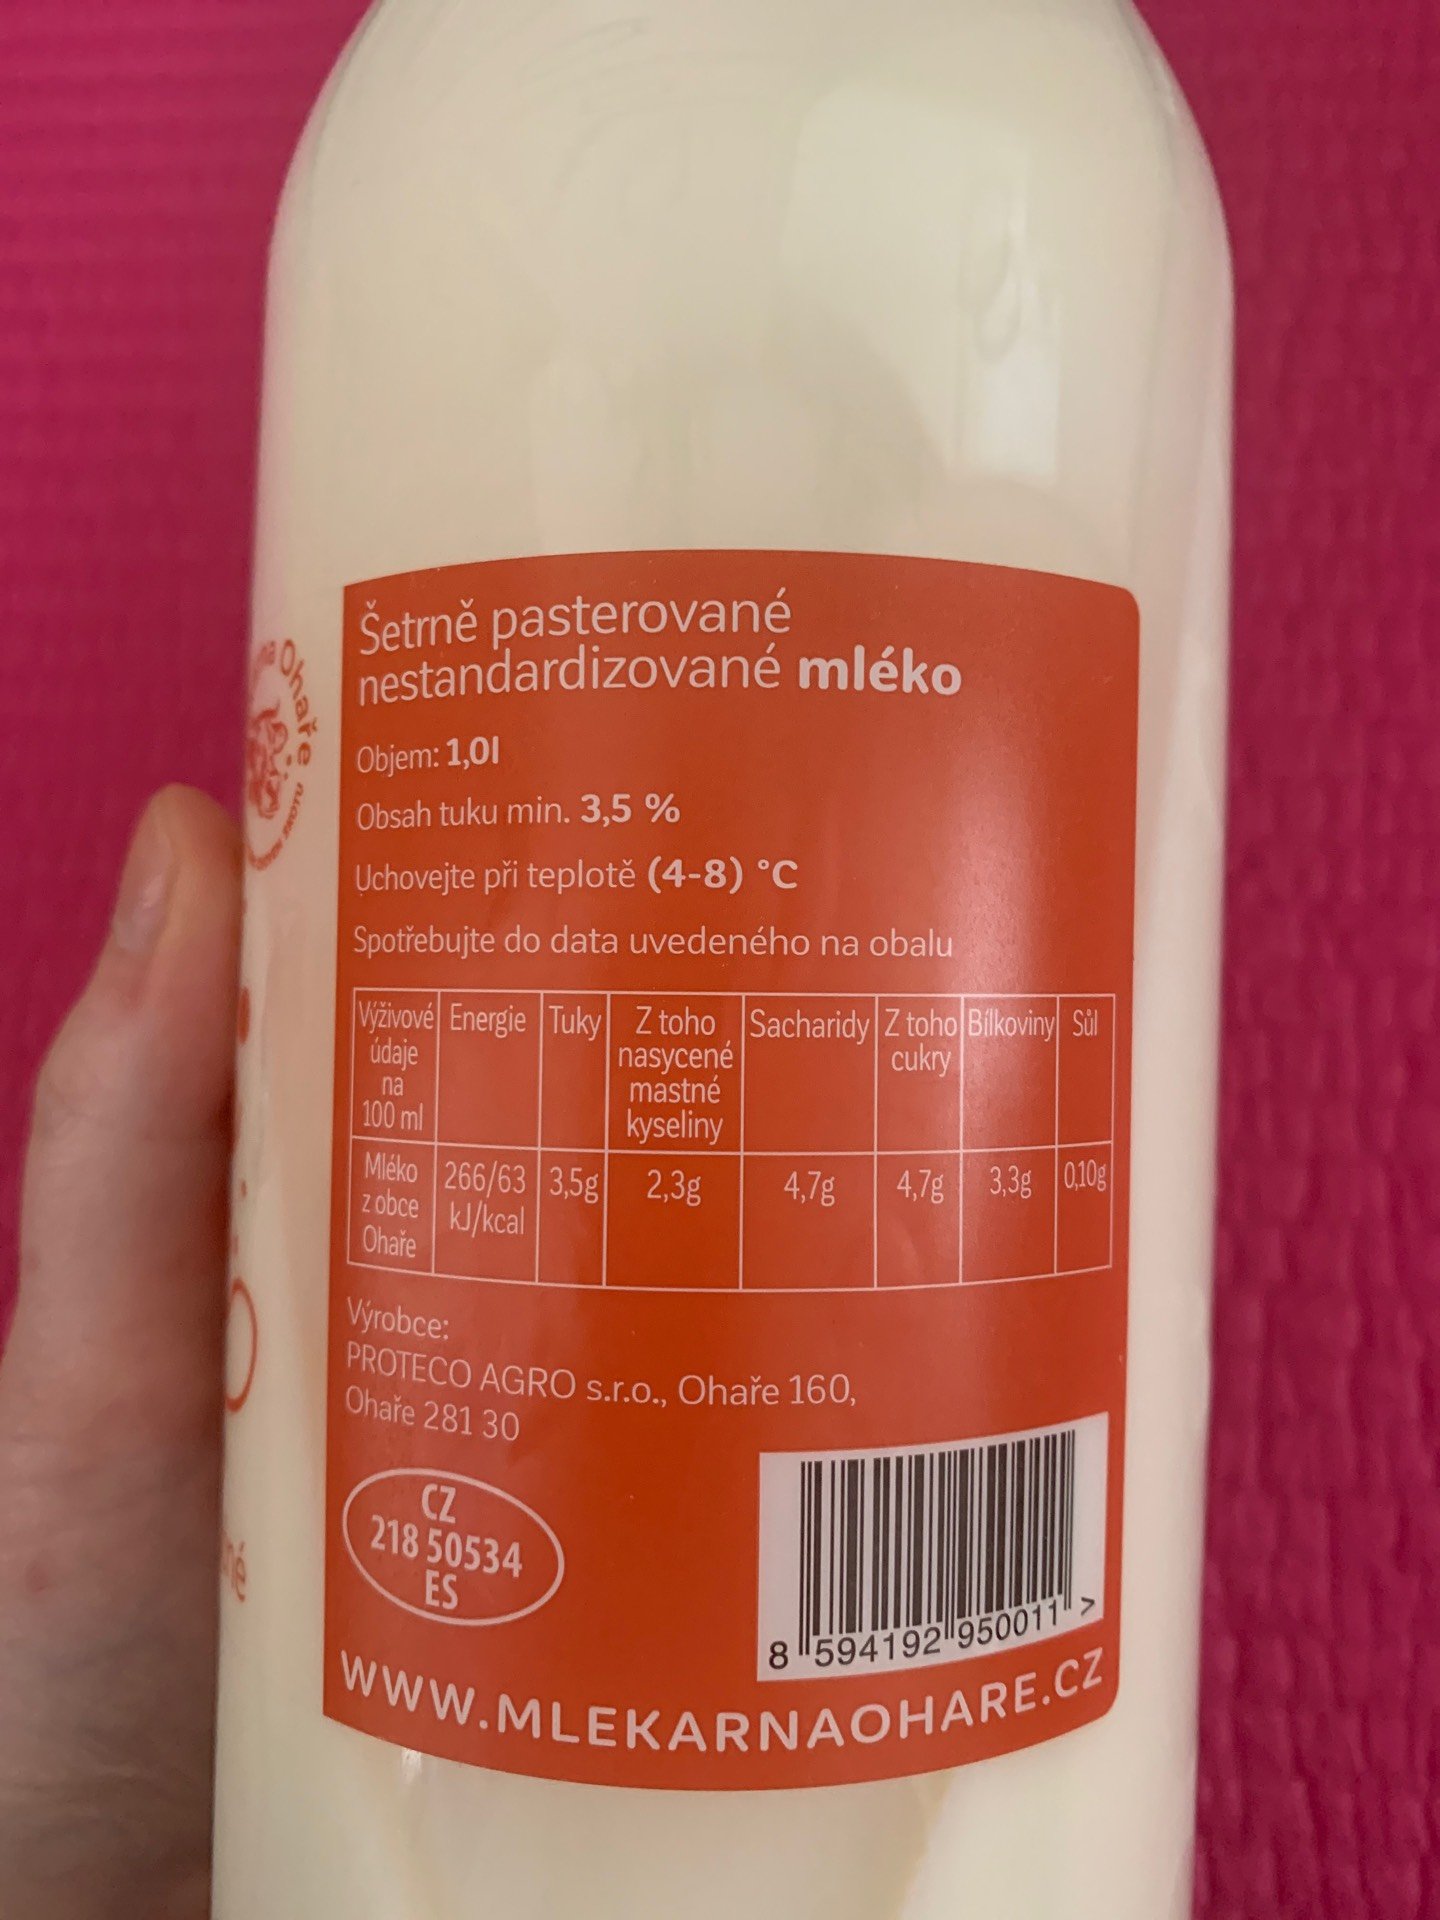 Ohaře
Šetrně pasterované
nestandardizované mléko
Objem: 1,0l
Obsah tuku min. 3,5 %
Uchovejte při teplotě (4-8) °C
Spotřebujte do data uvedeného na obalu
Výživové údaje na 100 ml Energie Tuky Z toho nasycené mastné kyseliny Sacharidy Z toho cukry Bílkoviny Sůl
Mléko z obce Ohaře 266/63 kJ/kcal 3,5g 2,3g 4,7g 4,7g 3,3g 0,10g
Výrobce:
PROTECO AGRO s.r.o., Ohaře 160,
Ohaře 281 30
CZ
218 50534
ES
8 594192 950011 >
WWW.MLEKARNAOHARE.CZ